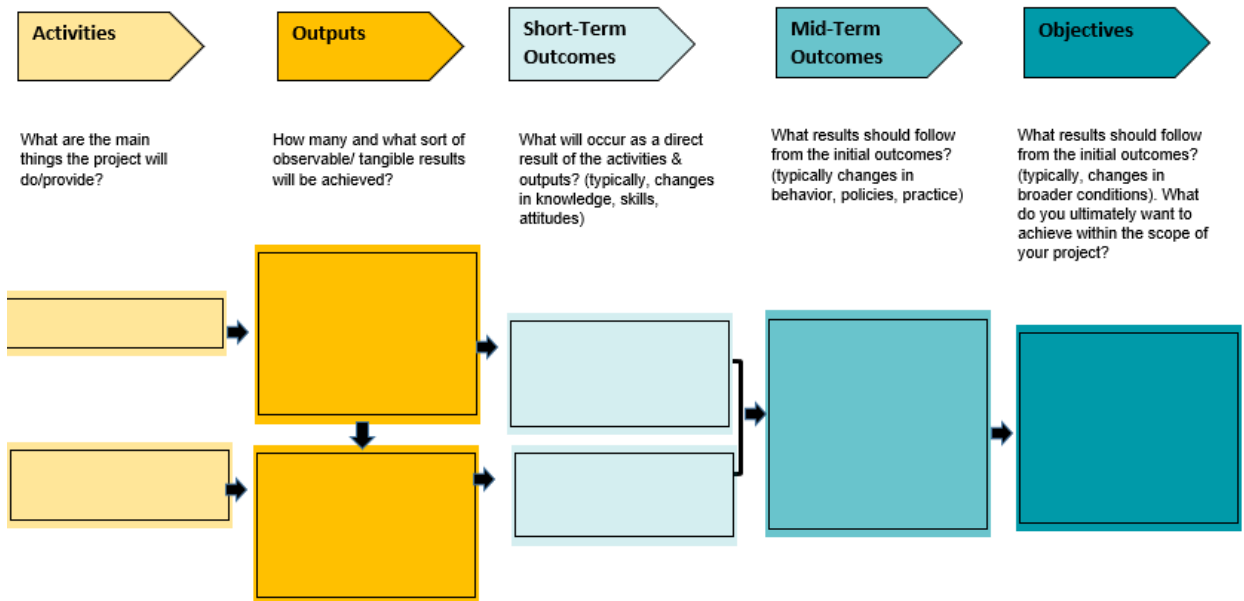 Activities
Outputs
Short-Term
Outcomes
Mid-Term
Outcomes
Objectives
What are the main
things the project will
do/provide?
How many and what sort of
observable/ tangible results
will be achieved?
What will occur as a direct
result of the activities &
outputs? (typically, changes
in knowledge, skills,
attitudes)
What results should follow
from the initial outcomes?
(typically changes in
behavior, policies, practice)
What results should follow
from the initial outcomes?
(typically, changes in
broader conditions). What
do you ultimately want to
achieve within the scope of
your project?